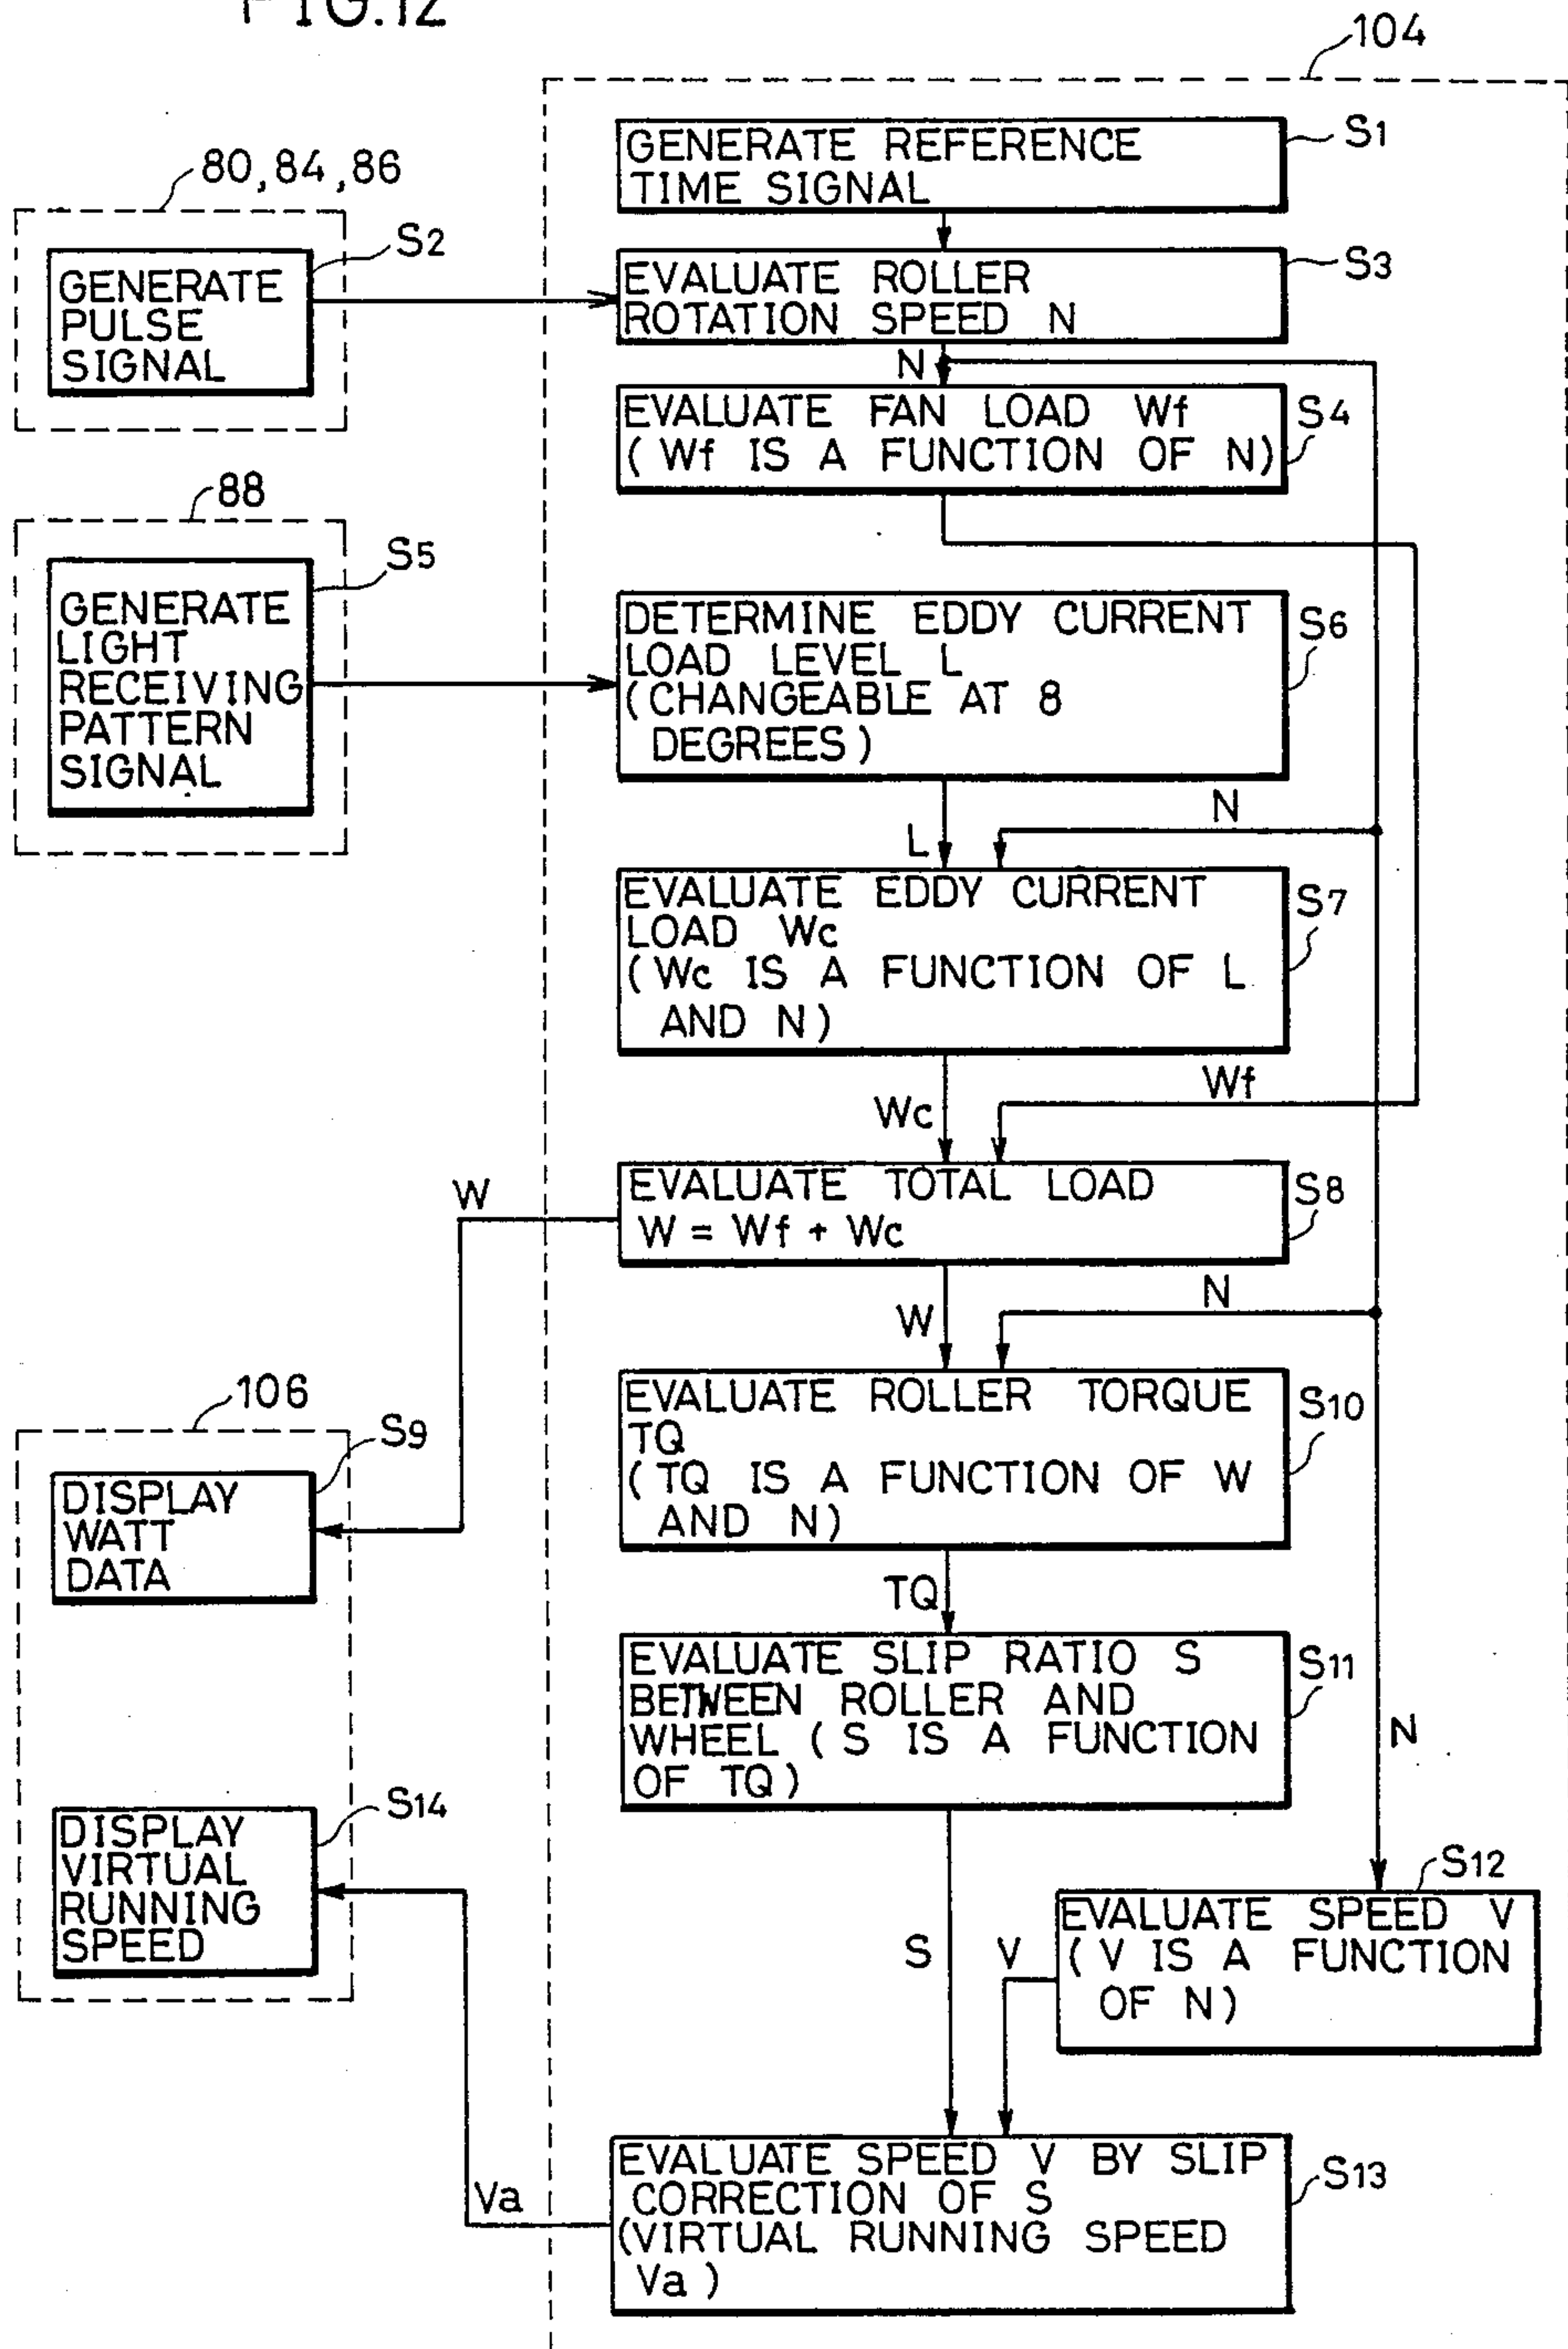 FIG.12
104
GENERATE REFERENCE
TIME SIGNAL
S1
80,84,86
S2
GENERATE
PULSE
SIGNAL
EVALUATE ROLLER
ROTATION SPEED N
S3
N
EVALUATE FAN LOAD Wf
(Wf IS A FUNCTION OF N)
S4
88
S5
GENERATE
LIGHT
RECEIVING
PATTERN
SIGNAL
DETERMINE EDDY CURRENT
LOAD LEVEL L
(CHANGEABLE AT 8
DEGREES)
S6
L
N
EVALUATE EDDY CURRENT
LOAD Wc
(Wc IS A FUNCTION OF L
AND N)
S7
Wc
Wf
EVALUATE TOTAL LOAD
W = Wf + Wc
S8
W
W
N
106
S9
DISPLAY
WATT
DATA
EVALUATE ROLLER TORQUE
TQ
(TQ IS A FUNCTION OF W
AND N)
S10
TQ
EVALUATE SLIP RATIO S
BETWEEN ROLLER AND
WHEEL (S IS A FUNCTION
OF TQ)
S11
N
S14
DISPLAY
VIRTUAL
RUNNING
SPEED
S12
EVALUATE SPEED V
(V IS A FUNCTION
OF N)
S
V
Va
EVALUATE SPEED V BY SLIP
CORRECTION OF S
(VIRTUAL RUNNING SPEED
Va)
S13